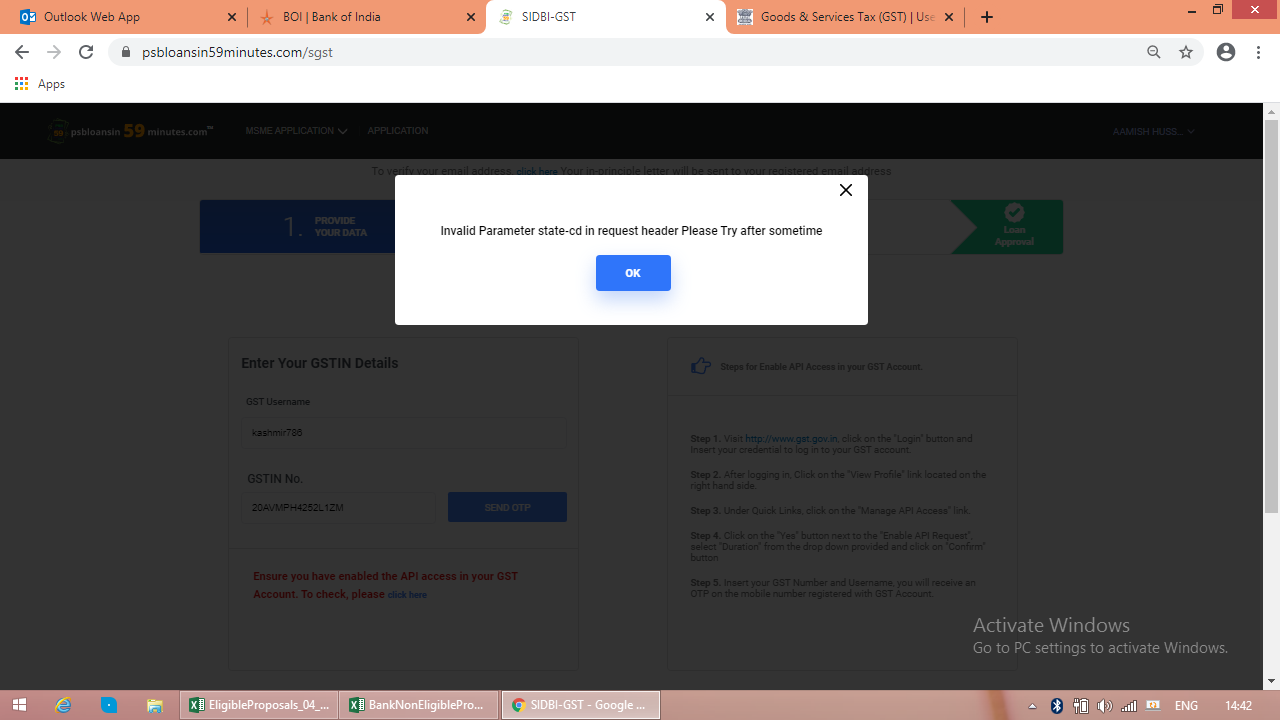 Outlook Web App
BOI | Bank of India
SIDBI-GST
Goods & Services Tax (GST) | Use
psbloansin59minutes.com/sgst
Apps
59 psbloansin 59 minutes.com™
MSME APPLICATION
APPLICATION
AAMISH HUSS...
To verify your email address, click here Your in-principle letter will be sent to your registered email address
1. PROVIDE
YOUR DATA
Loan
Approval
Invalid Parameter state-cd in request header Please Try after sometime
OK
Enter Your GSTIN Details
GST Username
kashmir786
GSTIN No.
20AVMPH4252L1ZM
SEND OTP
Ensure you have enabled the API access in your GST
Account. To check, please click here
Steps for Enable API Access in your GST Account.
Step 1. Visit http://www.gst.gov.in, click on the "Login" button and
Insert your credential to log in to your GST account.
Step 2. After logging in, Click on the "View Profile" link located on the
right hand side.
Step 3. Under Quick Links, click on the "Manage API Access" link.
Step 4. Click on the "Yes" button next to the "Enable API Request",
select "Duration" from the drop down provided and click on "Confirm"
button
Step 5. Insert your GST Number and Username, you will receive an
OTP on the mobile number registered with GST Account.
Activate Windows
Go to PC settings to activate Windows.
EligibleProposals_04_...
BankNonEligiblePro...
SIDBI-GST - Google ...
ENG
14:42